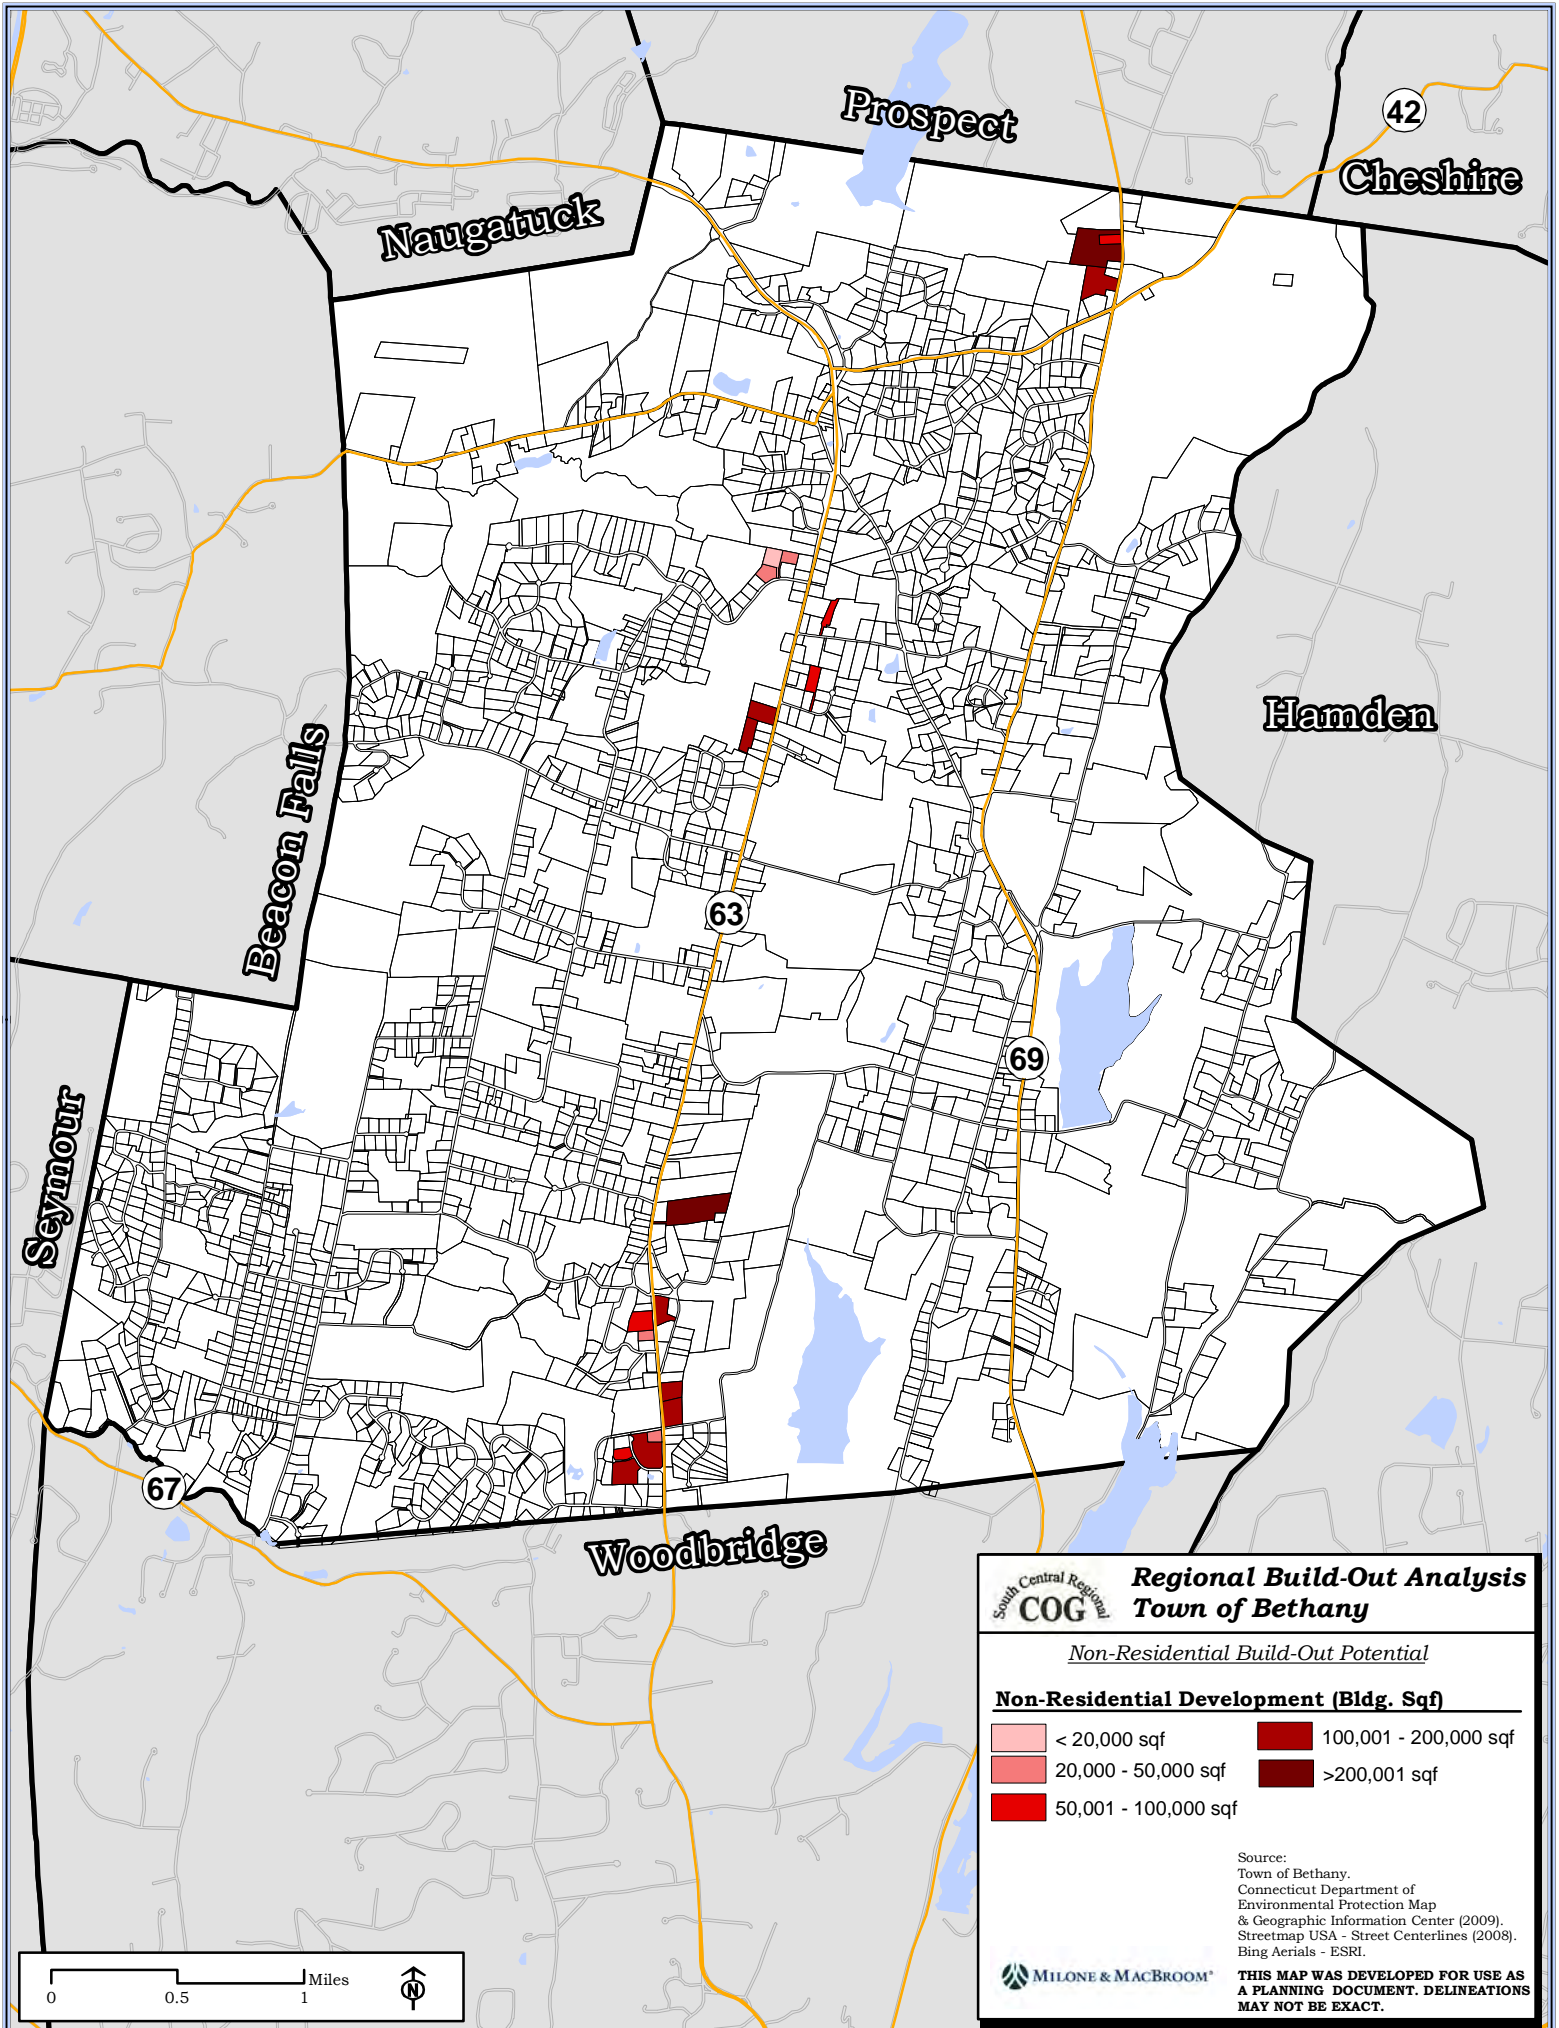 Prospect
42
Cheshire
Naugatuck
Hamden
Beacon Falls
63
69
Seymour
67
Woodbridge
South Central Regional
COG
Regional Build-Out Analysis
Town of Bethany
Non-Residential Build-Out Potential
Non-Residential Development (Bldg. Sqf)
< 20,000 sqf
20,000 - 50,000 sqf
50,001 - 100,000 sqf
100,001 - 200,000 sqf
>200,001 sqf
Source:
Town of Bethany.
Connecticut Department of
Environmental Protection Map
& Geographic Information Center (2009).
Streetmap USA - Street Centerlines (2008).
Bing Aerials - ESRI.
MILONE & MACBROOM®
THIS MAP WAS DEVELOPED FOR USE AS
A PLANNING DOCUMENT. DELINEATIONS
MAY NOT BE EXACT.
Miles
0 0.5 1
N